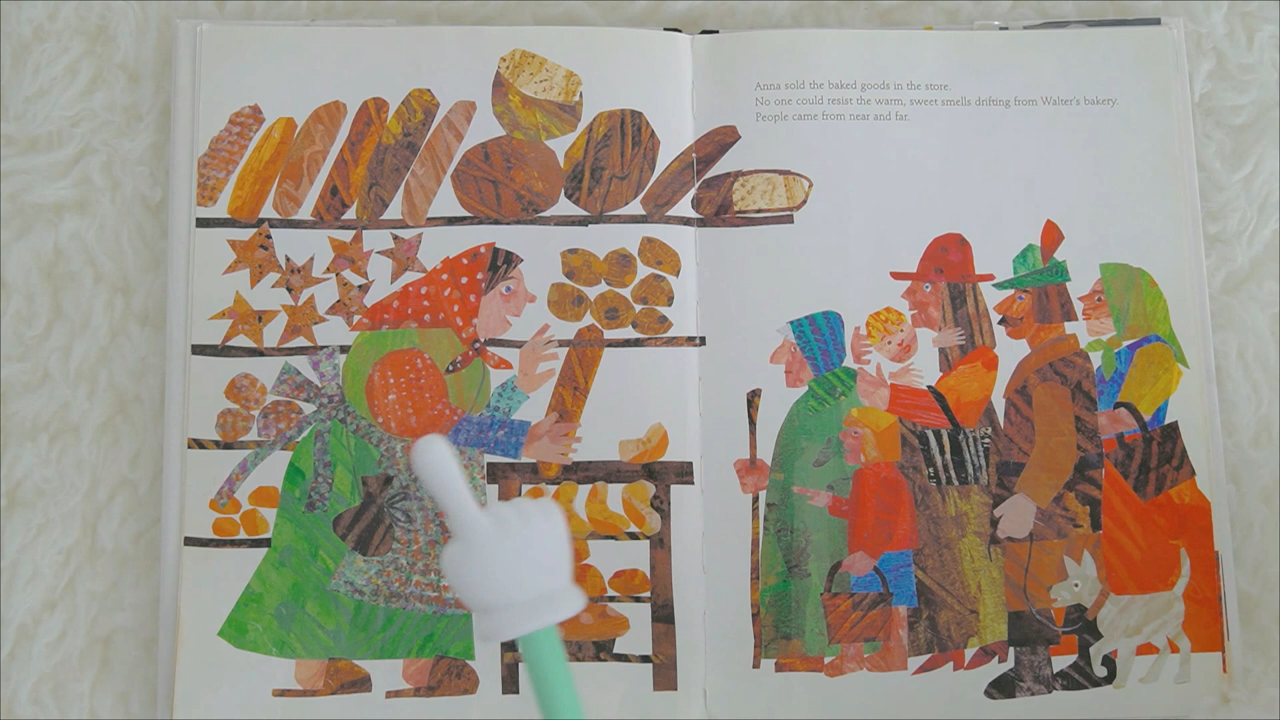 Anna sold the baked goods in the store.
No one could resist the warm, sweet smells drifting from Walter's bakery.
People came from near and far.